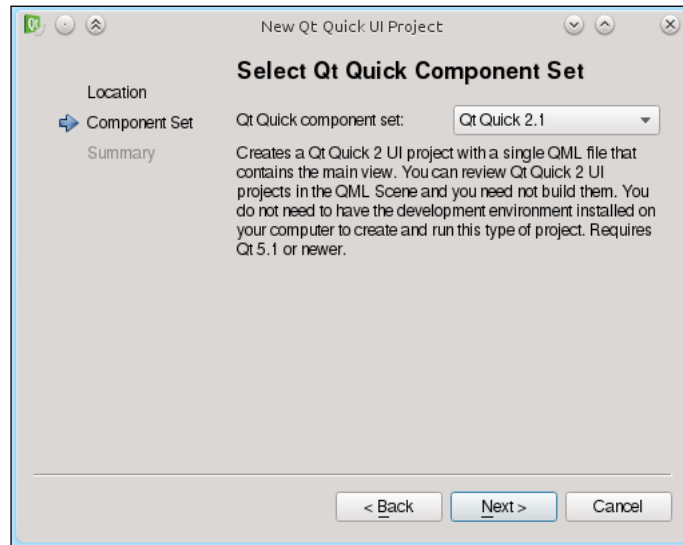 New Qt Quick UI Project
Select Qt Quick Component Set
Location
Component Set
Summary
Qt Quick component set:
Qt Quick 2.1
Creates a Qt Quick 2 UI project with a single QML file that
contains the main view. You can review Qt Quick 2 UI
projects in the QML Scene and you need not build them. You
do not need to have the development environment installed on
your computer to create and run this type of project. Requires
Qt 5.1 or newer.
< Back
Next >
Cancel